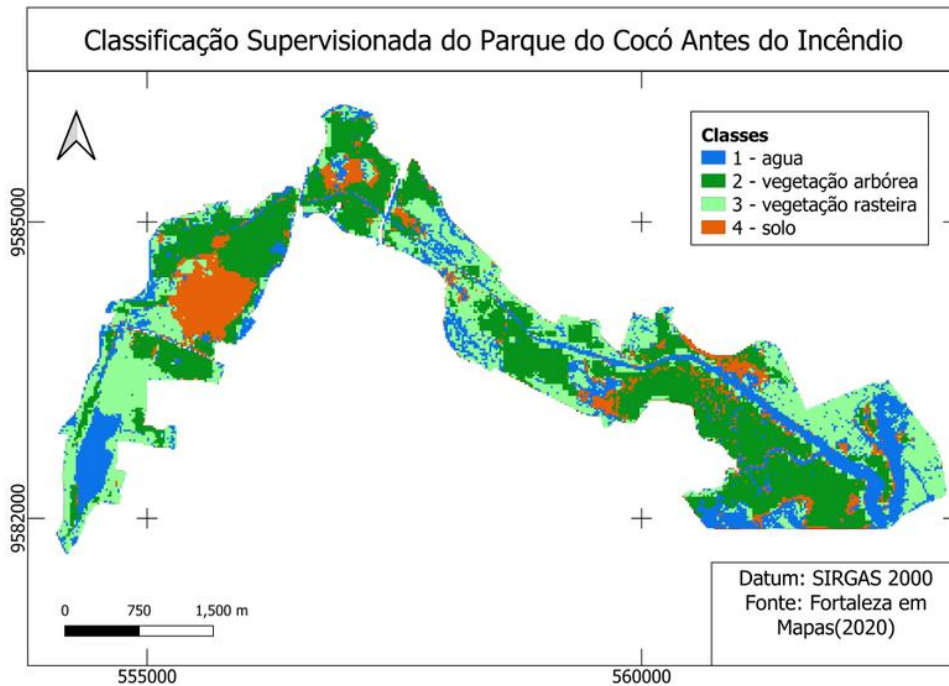 Classificação Supervisionada do Parque do Cocó Antes do Incêndio
Classes
1 - agua
2 - vegetação arbórea
3 - vegetação rasteira
4 - solo
9585000
9582000
0 750 1,500 m
Datum: SIRGAS 2000
Fonte: Fortaleza em
Mapas(2020)
555000 560000